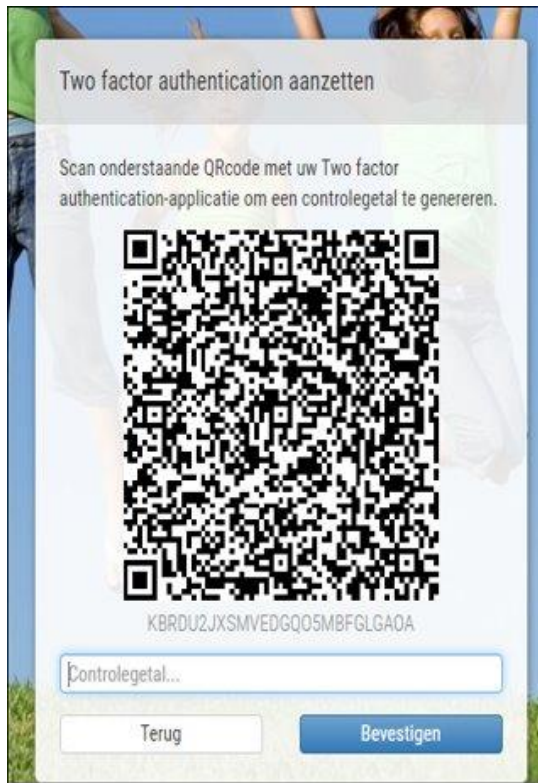 Two factor authentication aanzetten
Scan onderstaande QRcode met uw Two factor
authentication-applicatie om een controlegetal te genereren.
KBRDU2JXSMVEDGQO5MBFGLGAOA
Controlegetal...
Terug
Bevestigen